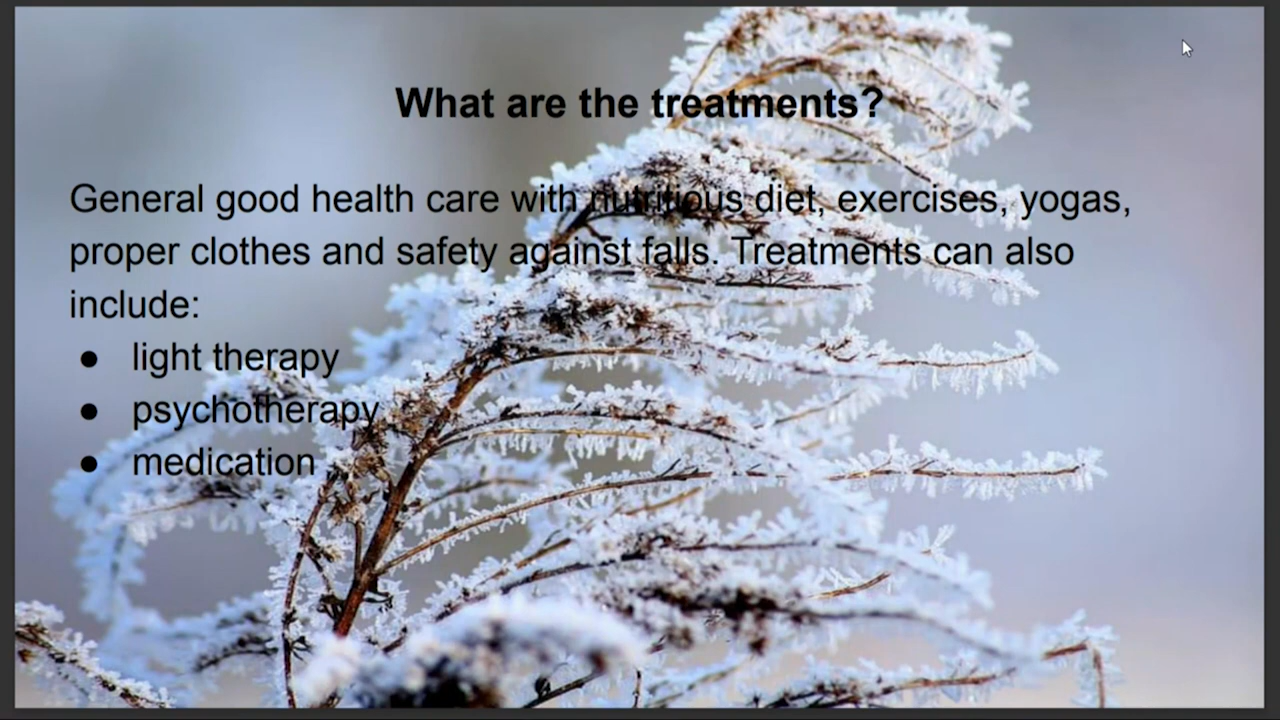 What are the treatments?
General good health care with nutritious diet, exercises, yogas,
proper clothes and safety against falls. Treatments can also
include:
● light therapy
● psychotherapy
● medication